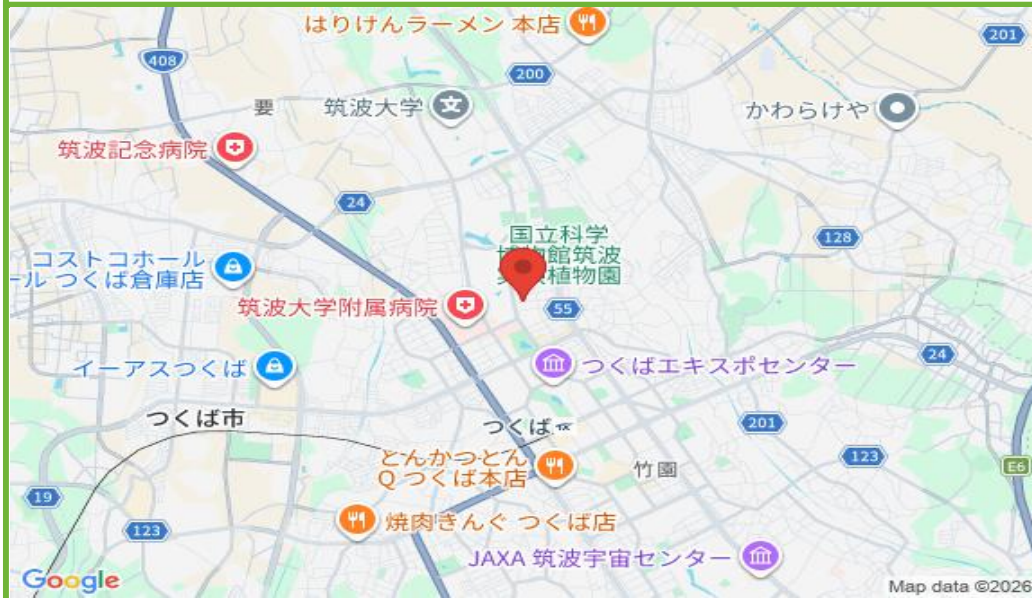 はりけんラーメン 本店
201
408
200
要
筑波大学
かわらけや
筑波記念病院
24
国立科学
博物館筑波
実験植物園
128
コストコホール
ール つくば倉庫店
筑波大学附属病院
55
イーアスつくば
つくばエキスポセンター
24
つくば市
つくば TX
201
とんかつとん
Q つくば本店
竹園
123
E6
19
123
焼肉きんぐ つくば店
JAXA 筑波宇宙センター
Google
Map data ©2026